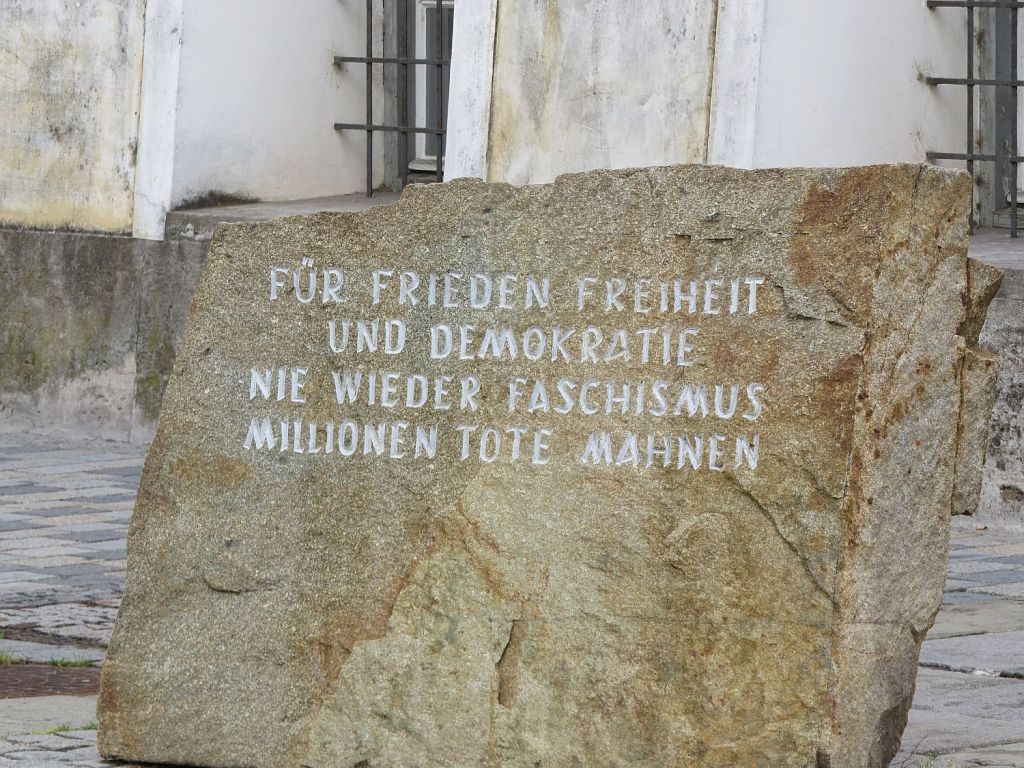 FÜR FRIEDEN FREIHEIT
UND DEMOKRATIE
NIE WIEDER FASCHISMUS
MILLIONEN TOTE MAHNEN